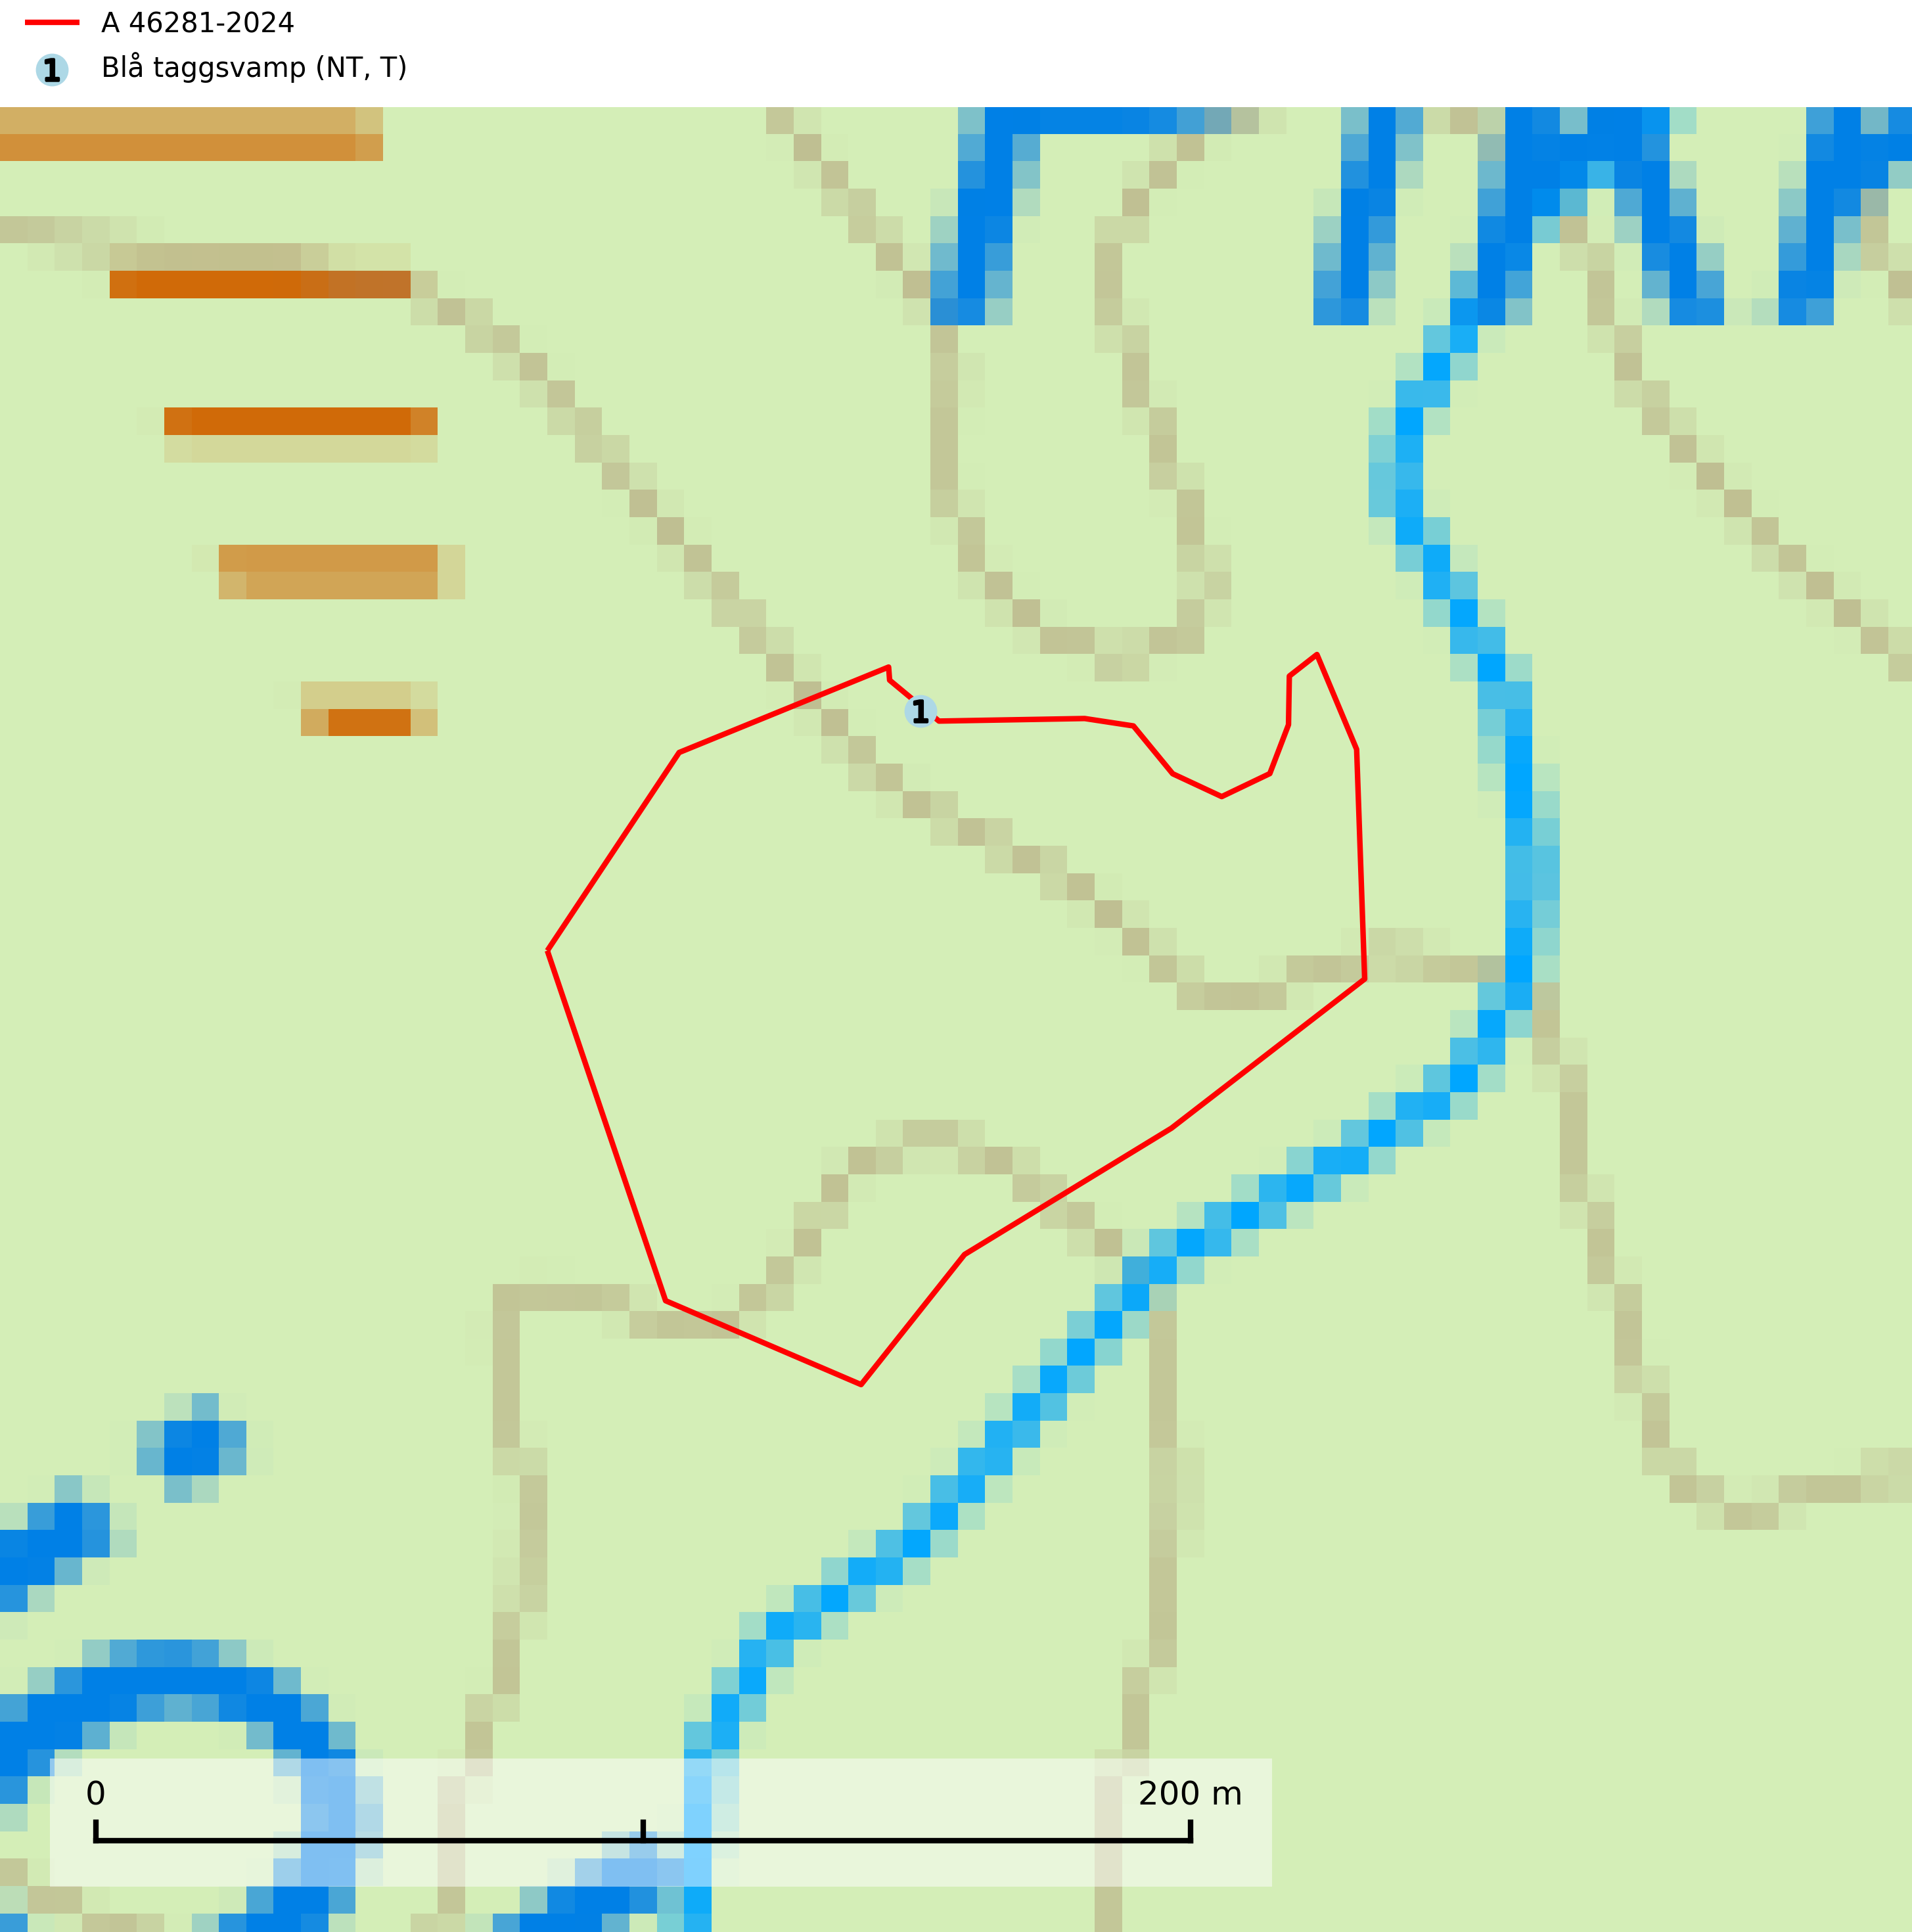 A 46281-2024
1 Blå taggsvamp (NT, T)
1
0 200 m